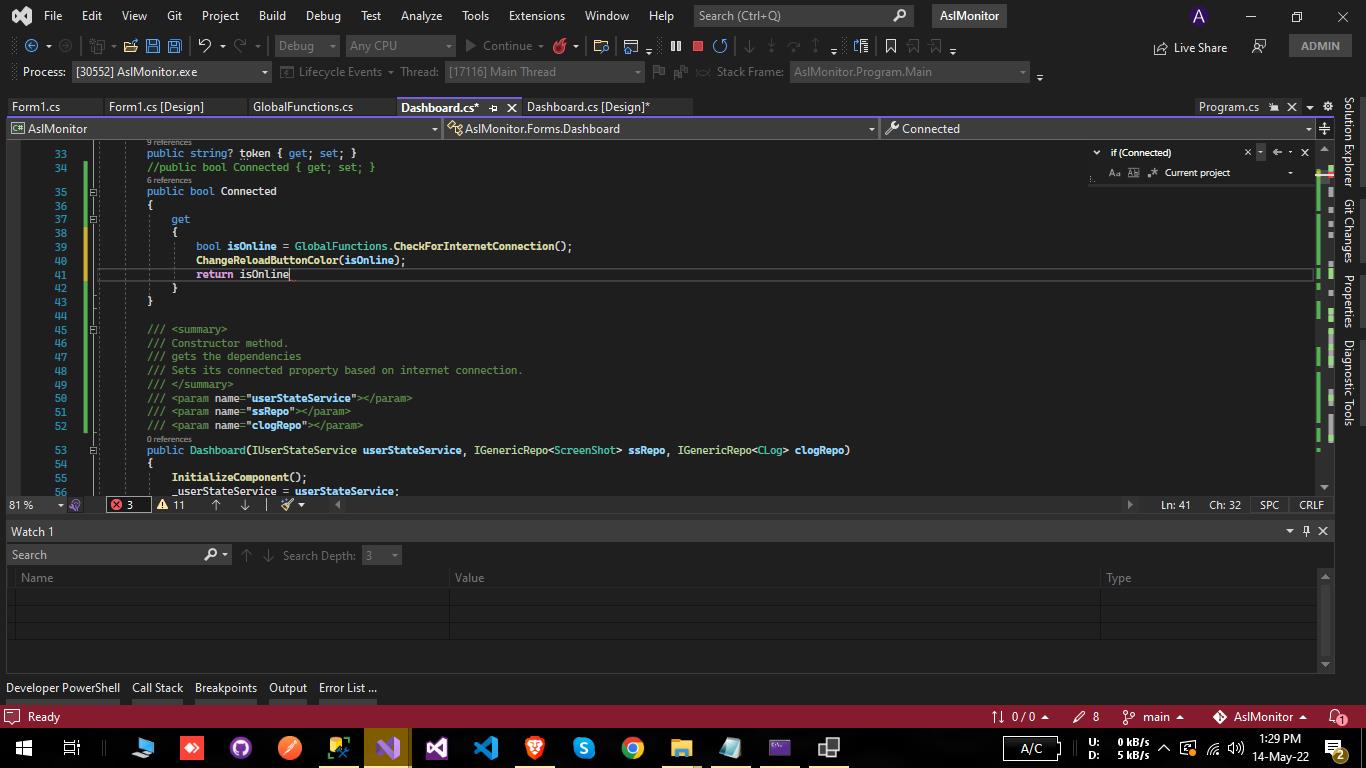 File Edit View Git Project Build Debug Test Analyze Tools Extensions Window Help Search (Ctrl+Q) AslMonitor A
Debug Any CPU Continue Live Share ADMIN
Process: [30552] AslMonitor.exe Lifecycle Events Thread: [17116] Main Thread Stack Frame: AslMonitor.Program.Main
Form1.cs Form1.cs [Design] GlobalFunctions.cs Dashboard.cs* Dashboard.cs [Design]* Program.cs
AslMonitor AslMonitor.Forms.Dashboard Connected
9 references
33 public string? token { get; set; }
34 //public bool Connected { get; set; }
6 references
35 public bool Connected
36 {
37 get
38 {
39 bool isOnline = GlobalFunctions.CheckForInternetConnection();
40 ChangeReloadButtonColor(isOnline);
41 return isOnline
42 }
43 }
44
45 /// <summary>
46 /// Constructor method.
47 /// gets the dependencies
48 /// Sets its connected property based on internet connection.
49 /// </summary>
50 /// <param name="userStateService"></param>
51 /// <param name="ssRepo"></param>
52 /// <param name="clogRepo"></param>
0 references
53 public Dashboard(IUserStateService userStateService, IGenericRepo<ScreenShot> ssRepo, IGenericRepo<CLog> clogRepo)
54 {
55 InitializeComponent();
56 _userStateService = userStateService;
if (Connected)
Aa Current project
Solution Explorer
Git Changes
Properties
Diagnostic Tools
81 % 3 11 Ln: 41 Ch: 32 SPC CRLF
Watch 1
Search Search Depth: 3
Name Value Type
Developer PowerShell Call Stack Breakpoints Output Error List ...
Ready 0 / 0 8 main AslMonitor 1
A/C U: 0 kB/s D: 5 kB/s 1:29 PM
14-May-22 2